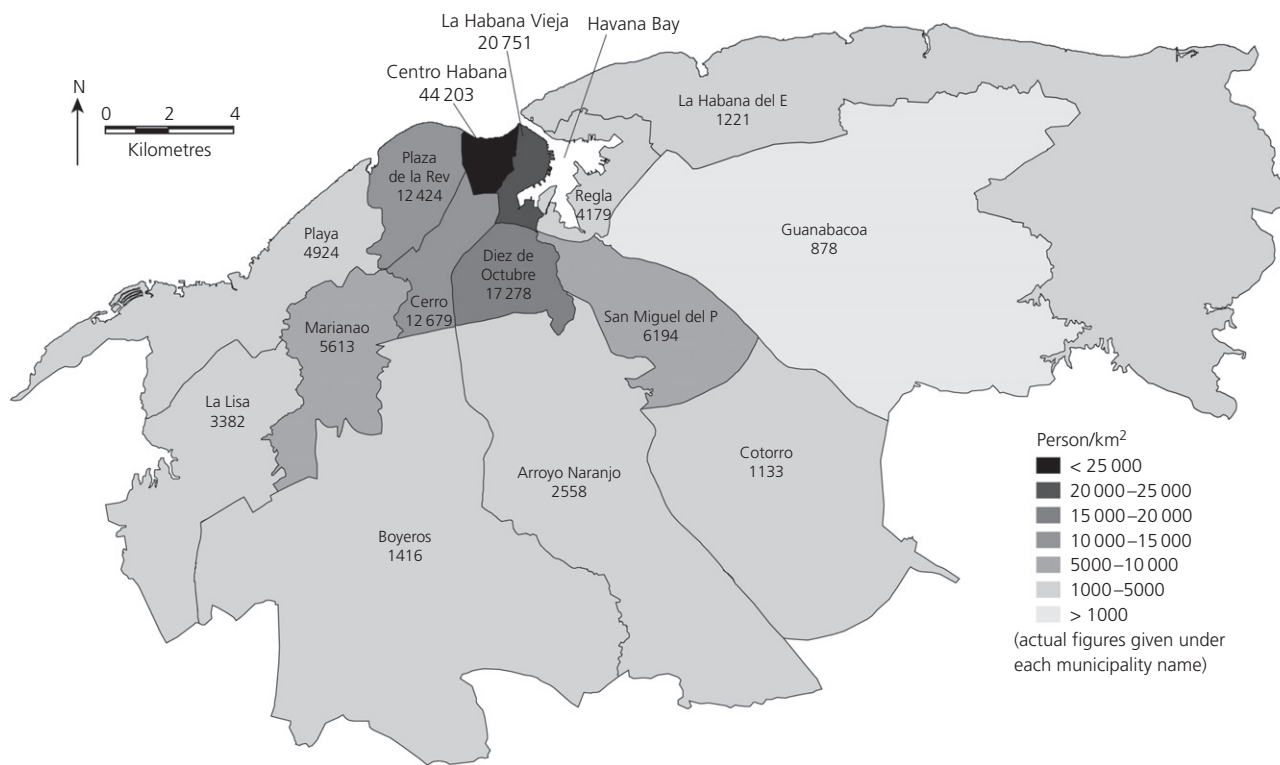 La Habana Vieja
20 751
Havana Bay
Centro Habana
44 203
N
0 2 4
Kilometres
La Habana del E
1221
Plaza
de la Rev
12 424
Regla
4179
Playa
4924
Guanabacoa
878
Diez de
Octubre
17 278
Cerro
12 679
San Miguel del P
6194
Marianao
5613
La Lisa
3382
Cotorro
1133
Arroyo Naranjo
2558
Boyeros
1416
Person/km²
< 25 000
20 000–25 000
15 000–20 000
10 000–15 000
5000–10 000
1000–5000
> 1000
(actual figures given under
each municipality name)